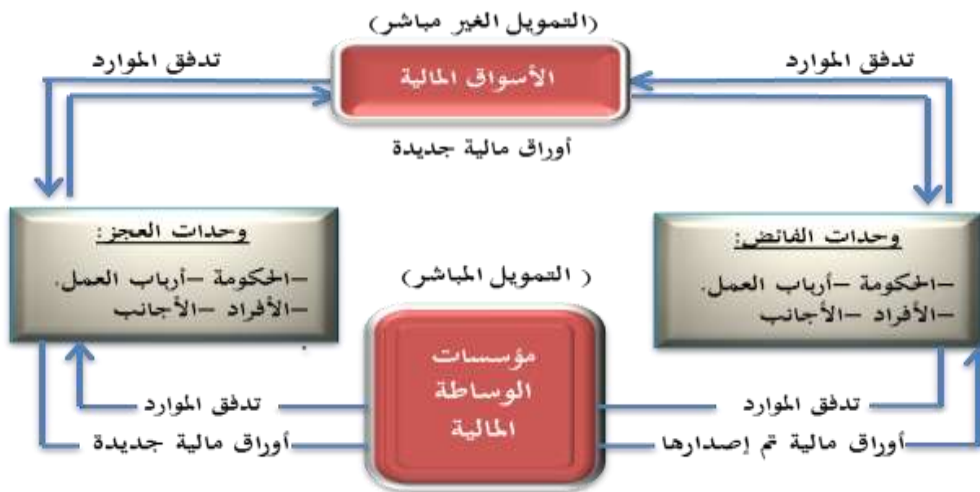 (التمويل الغير مباشر)
تدفق الموارد
تدفق الموارد
الأسواق المالية
أوراق مالية جديدة
وحدات الفائض:
–الحكومة –أرباب العمل.
–الأفراد –الأجانب
وحدات العجز:
–الحكومة –أرباب العمل.
–الأفراد –الأجانب
( التمويل المباشر)
مؤسسات
الوساطة
المالية
تدفق الموارد
تدفق الموارد
أوراق مالية تم إصدارها
أوراق مالية جديدة